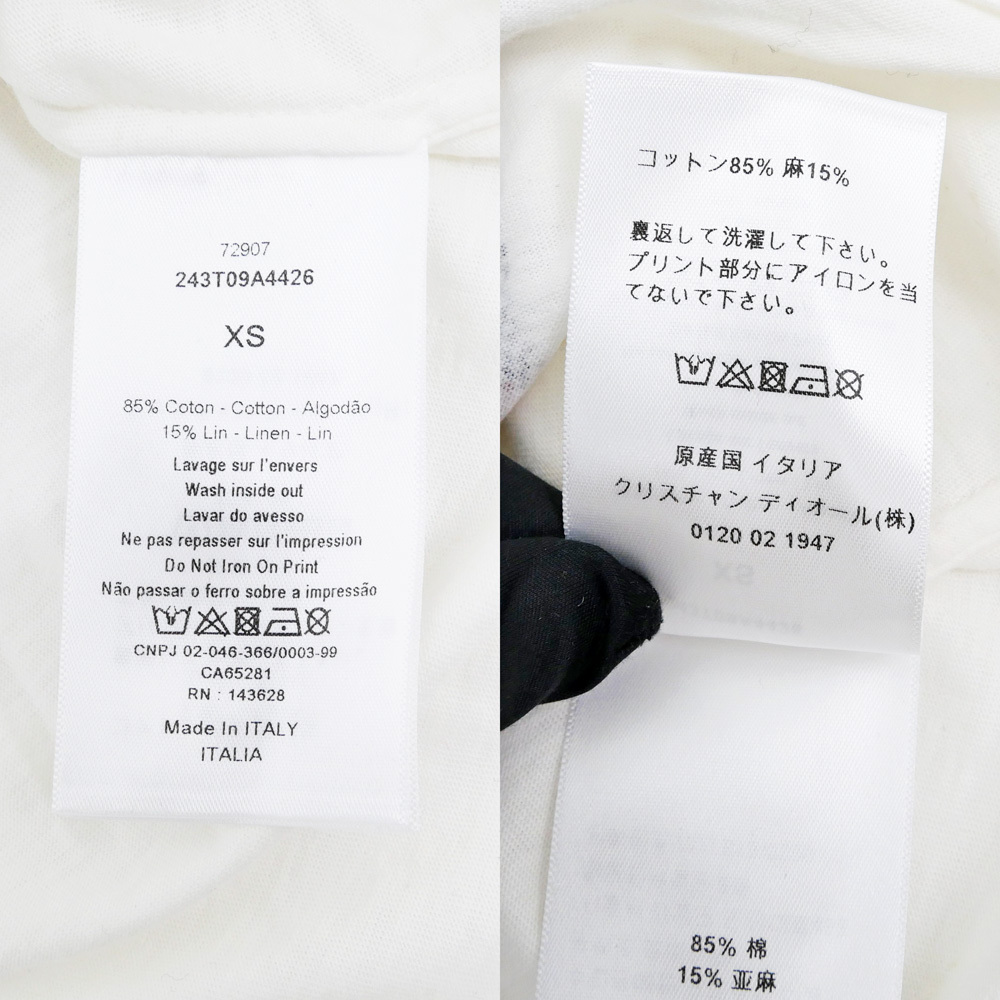 72907
243T09A4426
XS
85% Coton - Cotton - Algodão
15% Lin - Linen - Lin
Lavage sur l'envers
Wash inside out
Lavar do avesso
Ne pas repasser sur l'impression
Do Not Iron On Print
Não passar o ferro sobre a impressão
CNPJ 02-046-366/0003-99
CA65281
RN : 143628
Made In ITALY
ITALIA
コットン85% 麻15%
裏返して洗濯して下さい。
プリント部分にアイロンを当
てないで下さい。
原産国 イタリア
クリスチャン ディオール(株)
0120 02 1947
85% 棉
15% 亚麻